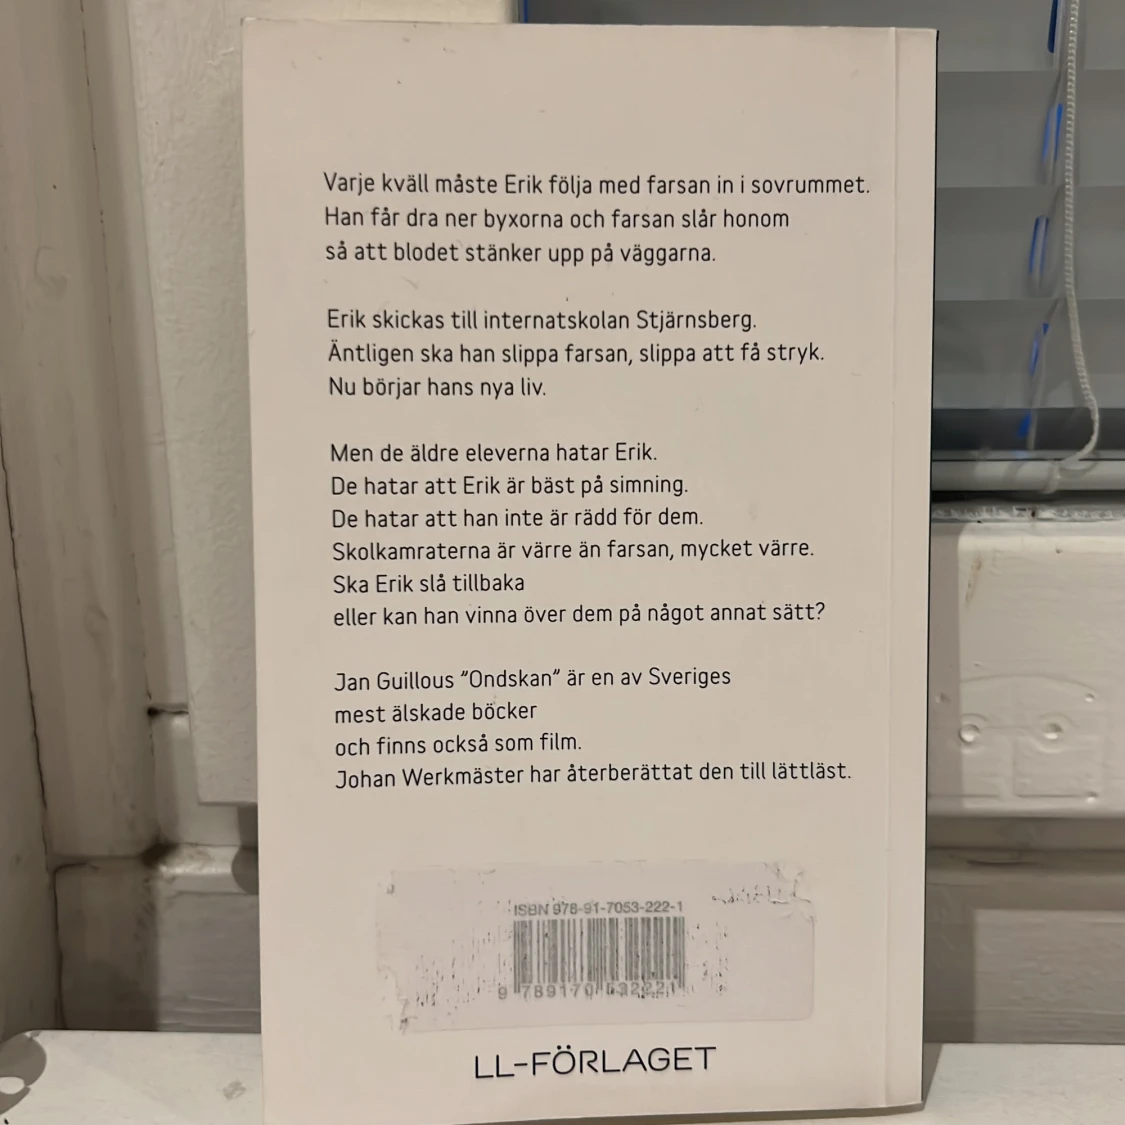 Varje kväll måste Erik följa med farsan in i sovrummet.
Han får dra ner byxorna och farsan slår honom
så att blodet stänker upp på väggarna.
Erik skickas till internatskolan Stjärnsberg.
Äntligen ska han slippa farsan, slippa att få stryk.
Nu börjar hans nya liv.
Men de äldre eleverna hatar Erik.
De hatar att Erik är bäst på simning.
De hatar att han inte är rädd för dem.
Skolkamraterna är värre än farsan, mycket värre.
Ska Erik slå tillbaka
eller kan han vinna över dem på något annat sätt?
Jan Guillous "Ondskan" är en av Sveriges
mest älskade böcker
och finns också som film.
Johan Werkmäster har återberättat den till lättläst.
ISBN 978-91-7053-222-1
9 789170 532221
LL-FÖRLAGET